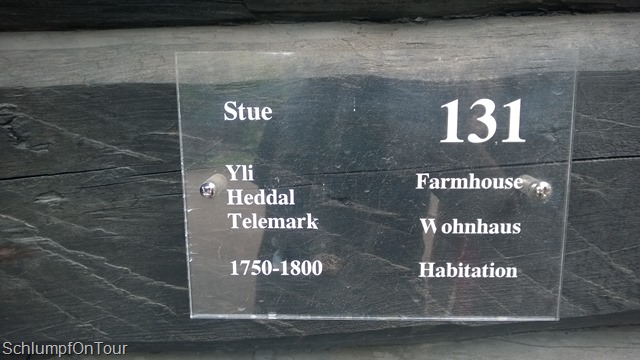 Stue
131
Yli
Heddal
Telemark
1750-1800
Farmhouse
Wohnhaus
Habitation
SchlumpfOnTour